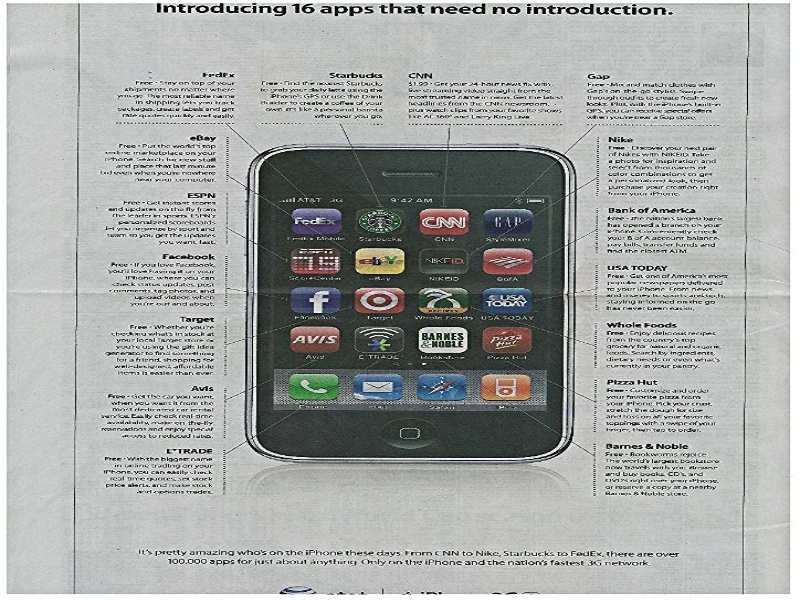 Introducing 16 apps that need no introduction.
FedEx
Free - Stay on top of your
shipments no matter where
you go. The most reliable name
in shipping lets you track
packages, create labels and get
rate quotes quickly and easily.
Starbucks
Free - Find the nearest Starbucks
to grab your daily latte using the
iPhone's GPS or use the Drink
Builder to create a coffee of your
own. It's like a personal barista
wherever you go.
CNN
$1.99 - Get your 24-hour news fix with
live streaming video straight from the
most trusted name in news. Get the latest
headlines from the CNN newsroom,
plus watch clips from your favorite shows
like AC 360° and Larry King Live.
Gap
Free - Mix and match clothes with
Gap's on-the-go stylist. Swipe
through outfits to create fresh new
looks. Plus, with the iPhone's built-in
GPS, you can receive special offers
when you're near a Gap store.
eBay
Free - Put the world's top
online marketplace on your
iPhone. Search for new stuff
and place that last minute
bid even when you're nowhere
near your computer.
ESPN
Free - Get instant scores
and updates on the fly from
the leader in sports. ESPN's
personalized scoreboards
let you organize by sport and
team so you get the updates
you want, fast.
Facebook
Free - If you love Facebook,
you'll love having it on your
iPhone, where you can
check status updates, post
comments, tag photos, and
upload videos when
you're out and about.
Target
Free - Whether you're
checking what's in stock at
your local Target store or
you're using the gift idea
generator to find something
for a friend, shopping for
well-designed, affordable
items is easier than ever.
Avis
Free - Get the car you want,
when you want it from the
most dedicated car rental
service. Easily check real-time
availability, make on-the-fly
reservations and enjoy special
access to reduced rates.
E*TRADE
Free - With the biggest name
in online trading on your
iPhone, you can easily check
real-time quotes, set stock
price alerts, and make stock
and options trades.
AT&T 3G 9:42 AM
FedEx
STARBUCKS COFFEE
CNN
GAP
FedEx Mobile Starbucks CNN StyleMixer
ESPN
ebay
NIKEiD.
ScoreCenter eBay NIKEiD BofA
f
WHOLE FOODS
USA TODAY
Facebook Target Whole Foods USA TODAY
AVIS
BARNES & NOBLE
Pizza Hut
Avis E*TRADE Bookstore Pizza Hut
Phone Mail Safari iPod
Nike
Free - Discover your next pair
of Nikes with NIKEiD. Take
a photo for inspiration and
select from thousands of
color combinations to get
a personalized look, then
purchase your creation right
from your iPhone.
Bank of America
Free - The nation's largest bank
has opened a branch on your
iPhone. Conveniently check
your B of A account balance,
pay bills, transfer funds and
find the closest ATM.
USA TODAY
Free - Get one of America's most
popular newspapers delivered
to your iPhone. From news
and money to sports and tech,
staying informed on the go
has never been easier.
Whole Foods
Free - Enjoy delicious recipes
from the country's top
grocery for natural and organic
foods. Search by ingredients,
dietary needs or even what's
currently in your pantry.
Pizza Hut
Free - Customize and order
your favorite pizza from
your iPhone. Pick your crust,
stretch the dough for size
and toss on all your favorite
toppings with a swipe of your
finger, then tap to order.
Barnes & Noble
Free - Bookworms rejoice.
The world's largest bookstore
now travels with you. Browse
and buy books, CD's, and
DVD's right over your iPhone,
or reserve a copy at a nearby
Barnes & Noble store.
It's pretty amazing who's on the iPhone these days. From CNN to Nike, Starbucks to FedEx, there are over
100,000 apps for just about anything. Only on the iPhone and the nation's fastest 3G network.
at&t iPhone 3G